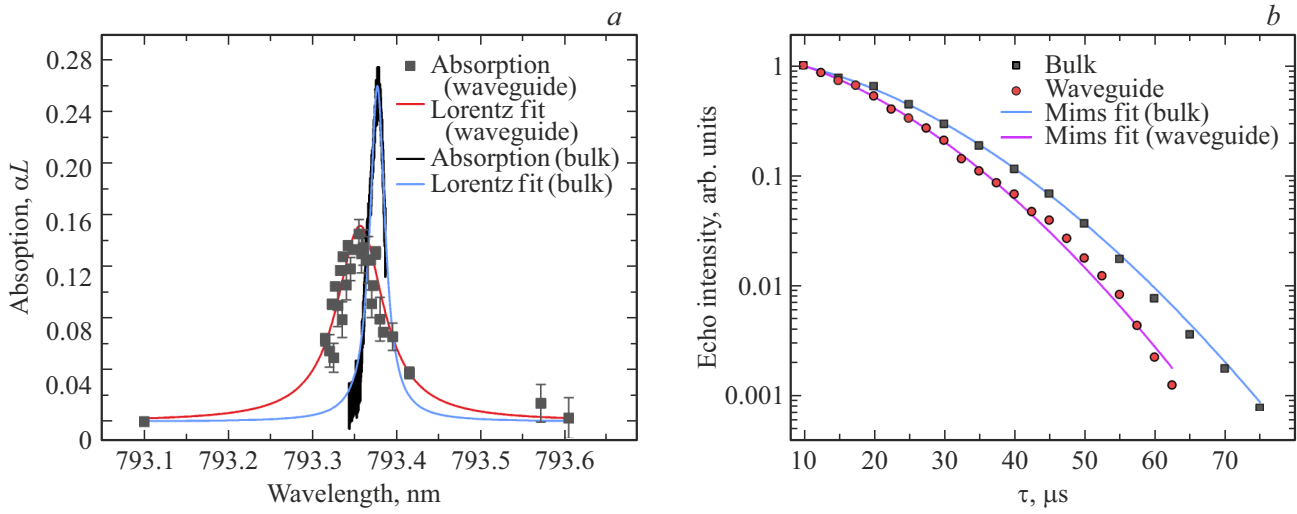 a
0.28
0.24
0.20
0.16
0.12
0.08
0.04
0
Absoption, αL
Absorption
(waveguide)
Lorentz fit
(waveguide)
Absorption (bulk)
Lorentz fit (bulk)
793.1 793.2 793.3 793.4 793.5 793.6
Wavelength, nm
b
1
0.1
0.01
0.001
Echo intensity, arb. units
Bulk
Waveguide
Mims fit (bulk)
Mims fit (waveguide)
10 20 30 40 50 60 70
τ, μs